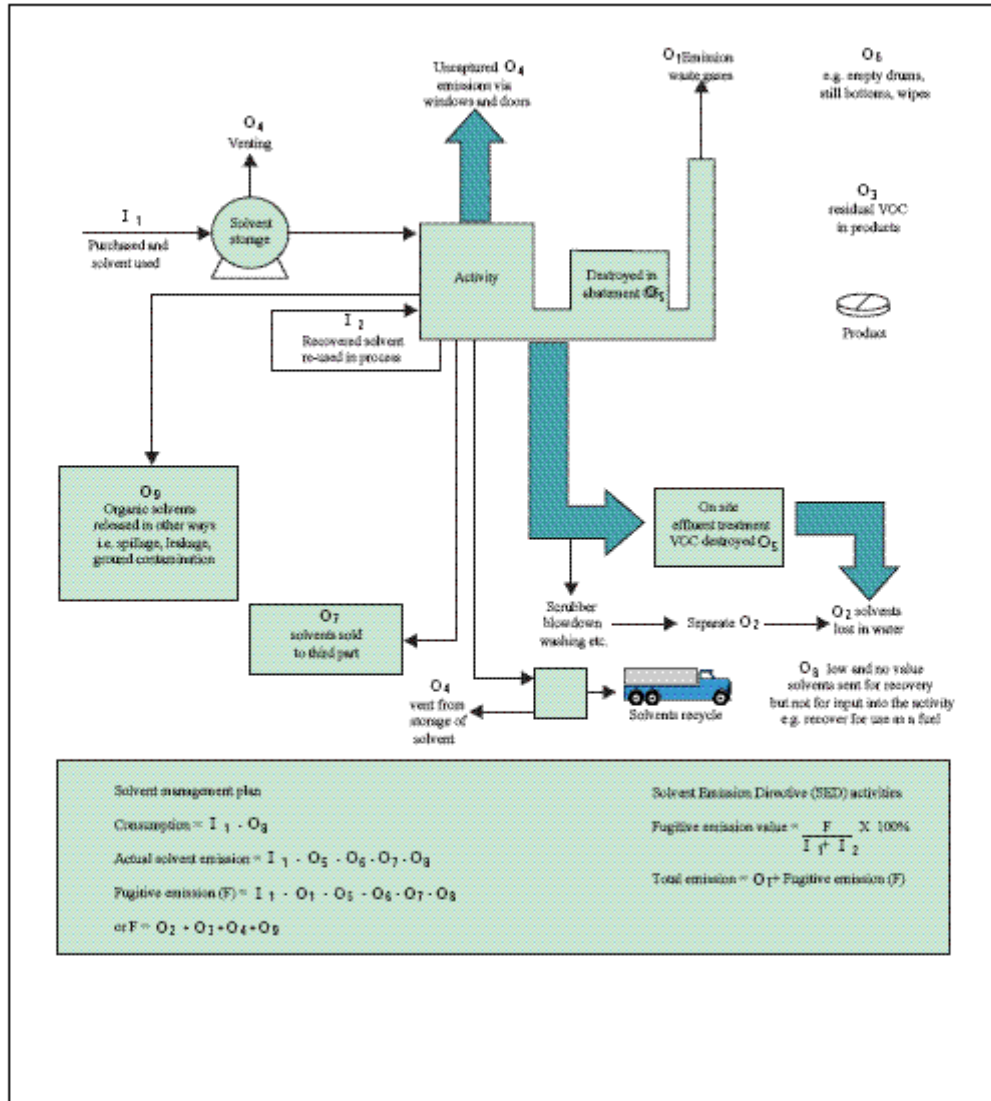 Uncaptured O4
emissions via
windows and doors
O1 Emission
waste gases
O6
e.g. empty drums,
still bottoms, wipes
O4
Venting
I 1
Purchased and
solvent used
Solvent
storage
Activity
Destroyed in
abatement O5
O3
residual VOC
in products
Product
I 2
Recovered solvent
re-used in process
O9
Organic solvents
released in other ways
i.e. spillage, leakage,
ground contamination
On site
effluent treatment
VOC destroyed O5
O7
solvents sold
to third part
Scrubber
blowdown
washing etc.
Separate O2
O2 solvents
lost in water
O4
vent from
storage of
solvent
Solvents recycle
O8 low and no value
solvents sent for recovery
but not for input into the activity
e.g. recover for use as a fuel
Solvent management plan
Consumption = I 1 - O8
Actual solvent emission = I 1 - O5 - O6 - O7 - O8
Fugitive emission (F) = I 1 - O1 - O5 - O6 - O7 - O8
or F = O2 + O3 + O4 + O9
Solvent Emission Directive (SED) activities
Fugitive emission value = F / I 1 + I 2 X 100%
Total emission = O1 + Fugitive emission (F)